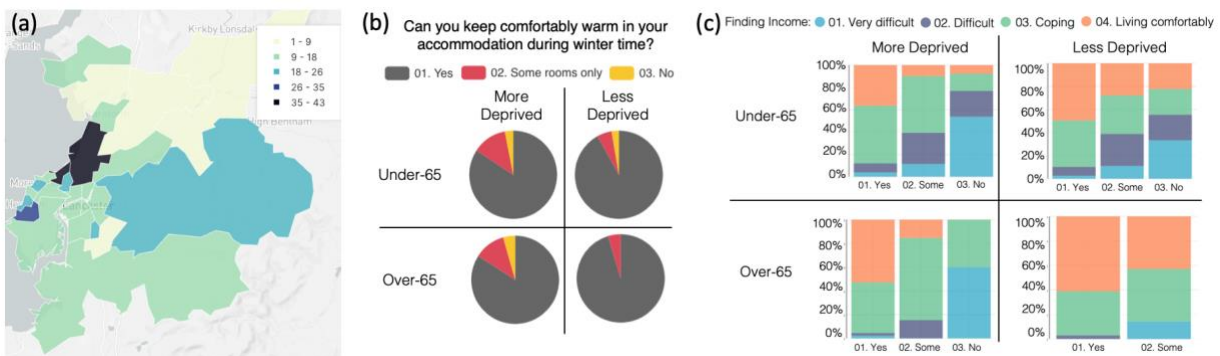 (a)
Kirkby Lonsdale
Sands
1 - 9
9 - 18
18 - 26
26 - 35
35 - 43
High Bentham
(b)
Can you keep comfortably warm in your
accommodation during winter time?
01. Yes
02. Some rooms only
03. No
More
Deprived
Less
Deprived
Under-65
Over-65
(c)
Finding Income:
01. Very difficult
02. Difficult
03. Coping
04. Living comfortably
More Deprived
Less Deprived
Under-65
100%
80%
60%
40%
20%
0%
01. Yes
02. Some
03. No
100%
80%
60%
40%
20%
0%
01. Yes
02. Some
03. No
Over-65
100%
80%
60%
40%
20%
0%
01. Yes
02. Some
03. No
100%
80%
60%
40%
20%
0%
01. Yes
02. Some